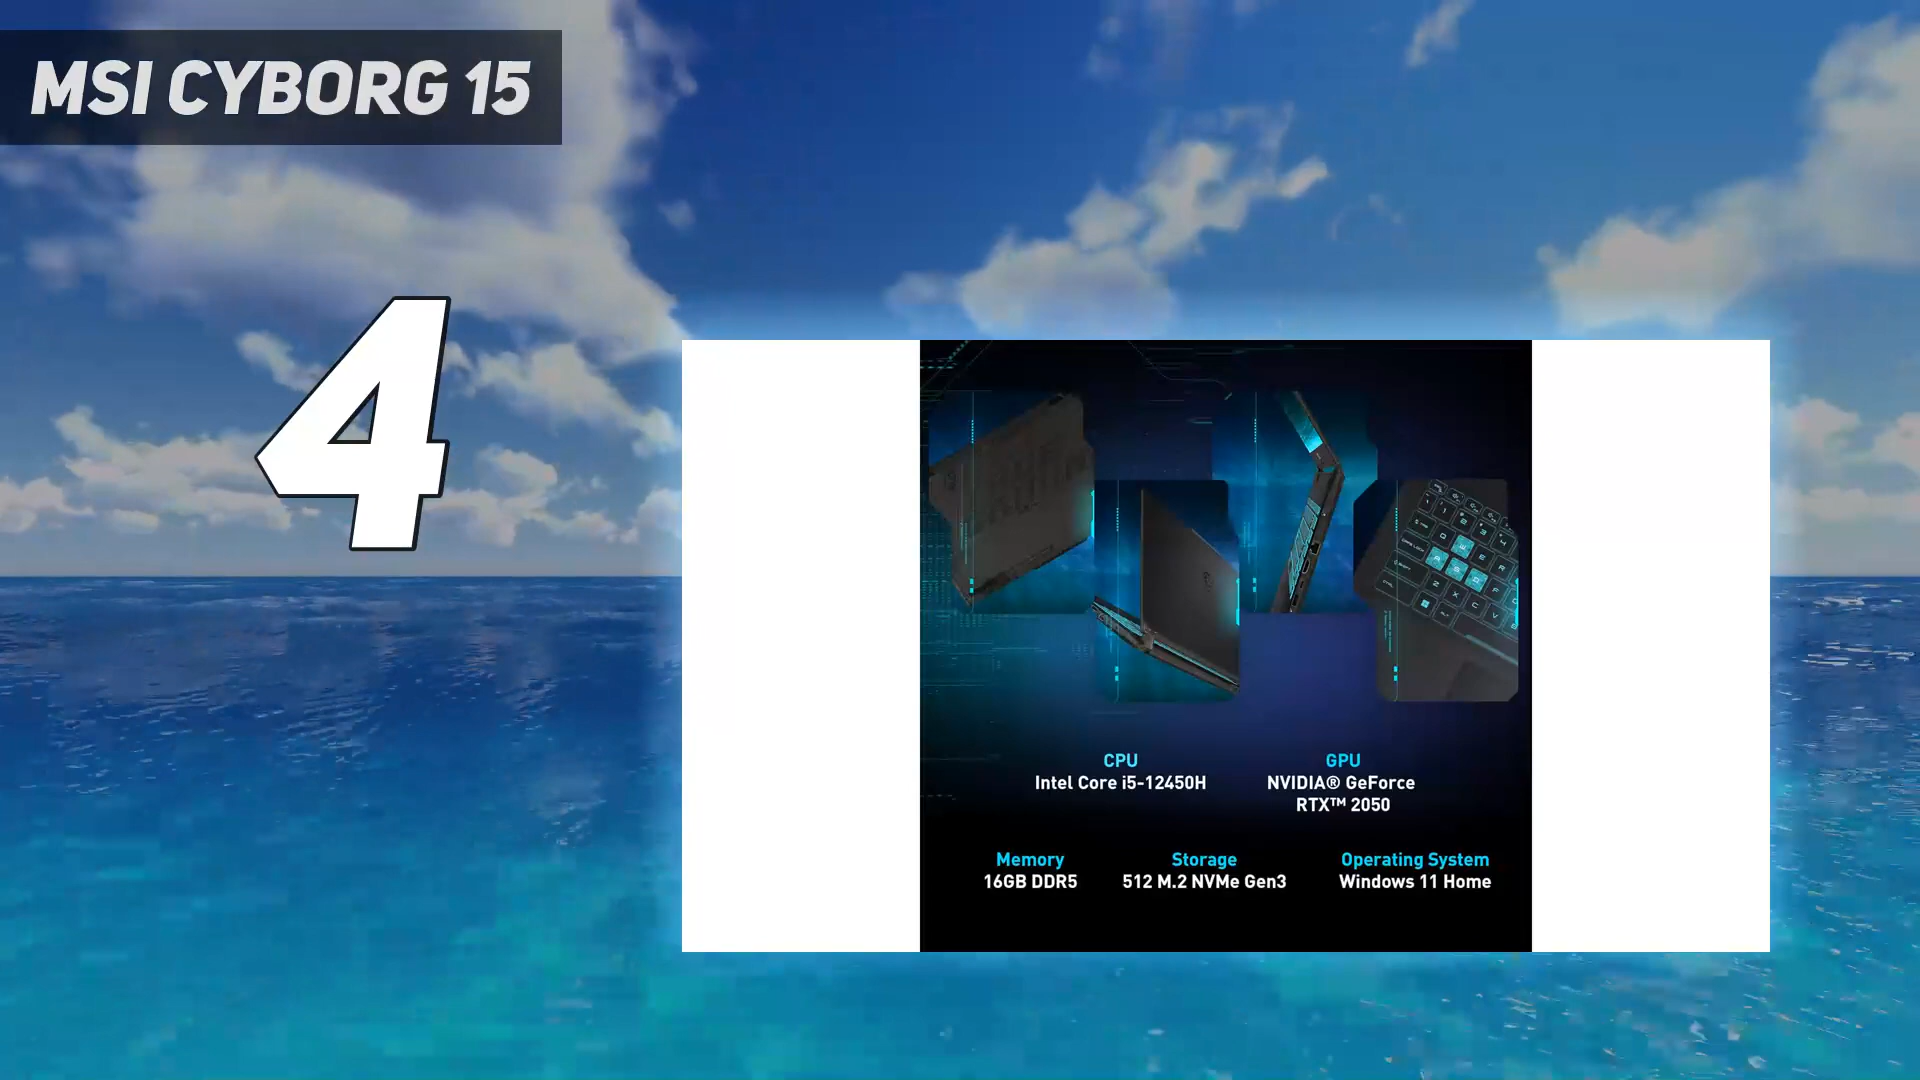 MSI CYBORG 15
4
CPU
Intel Core i5-12450H
GPU
NVIDIA® GeForce
RTX™ 2050
Memory
16GB DDR5
Storage
512 M.2 NVMe Gen3
Operating System
Windows 11 Home